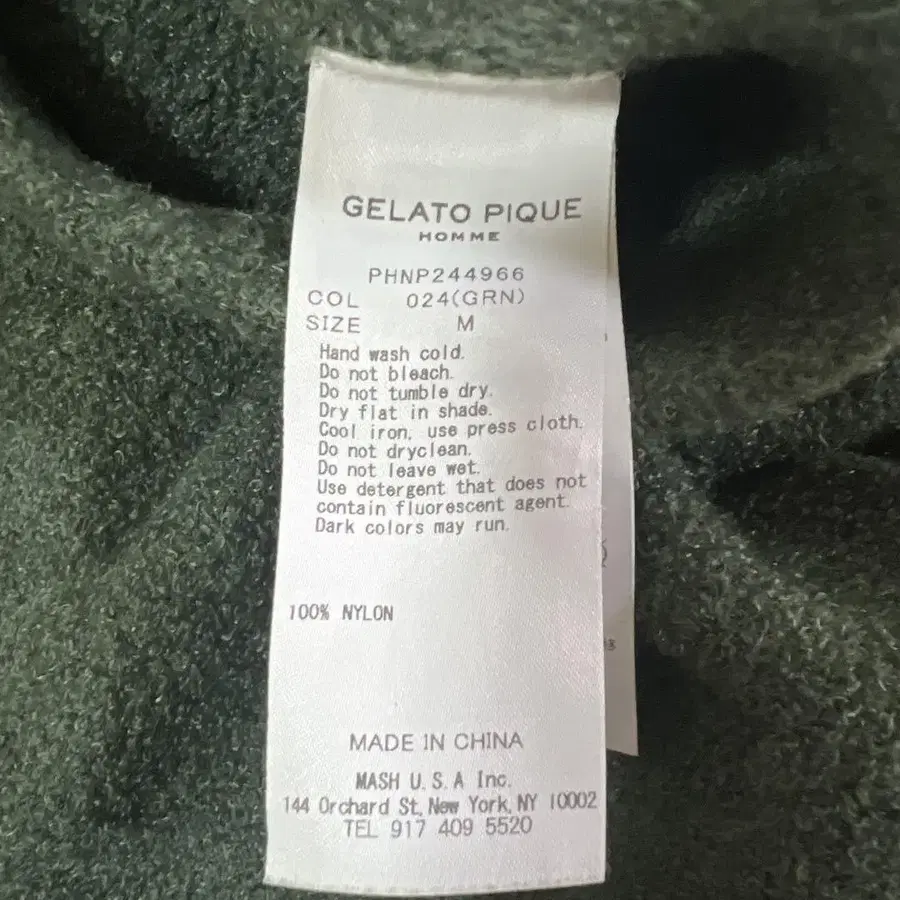 GELATO PIQUE
HOMME
PHNP244966
COL 024(GRN)
SIZE M
Hand wash cold.
Do not bleach.
Do not tumble dry.
Dry flat in shade.
Cool iron, use press cloth.
Do not dryclean.
Do not leave wet.
Use detergent that does not
contain fluorescent agent.
Dark colors may run.
100% NYLON
MADE IN CHINA
MASH U.S.A Inc.
144 Orchard St, New York, NY 10002
TEL 917 409 5520